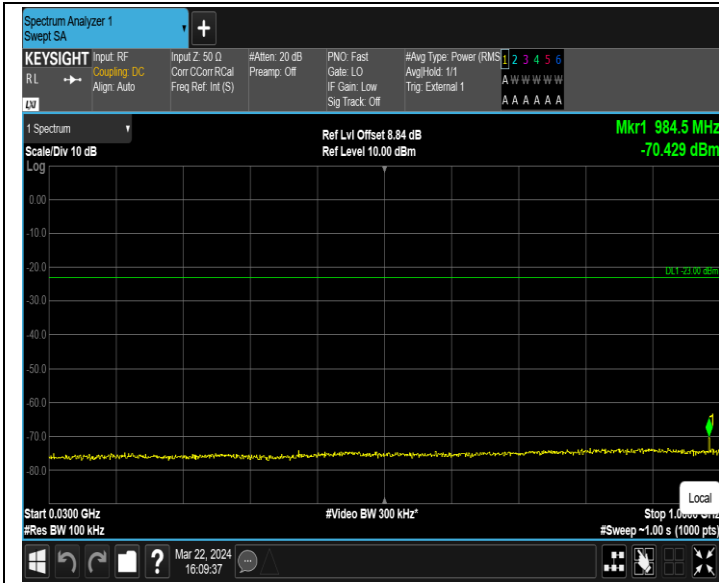 Spectrum Analyzer 1
Swept SA
+
KEYSIGHT
R L
LXI
Input: RF
Coupling: DC
Align: Auto
Input Z: 50 Ω
Corr CCorr RCal
Freq Ref: Int (S)
#Atten: 20 dB
Preamp: Off
PNO: Fast
Gate: LO
IF Gain: Low
Sig Track: Off
#Avg Type: Power (RMS
Avg|Hold: 1/1
Trig: External 1
1 2 3 4 5 6
A W W W W W
A A A A A A
1 Spectrum
Scale/Div 10 dB
Log
Ref Lvl Offset 8.84 dB
Ref Level 10.00 dBm
Mkr1 984.5 MHz
-70.429 dBm
0.00
-10.0
-20.0
DL1 -23.00 dBm
-30.0
-40.0
-50.0
-60.0
-70.0
-80.0
Local
Start 0.0300 GHz
#Video BW 300 kHz*
Stop
#Res BW 100 kHz
#Sweep ~1.00 s (1000 pts)
?
Mar 22, 2024
16:09:37